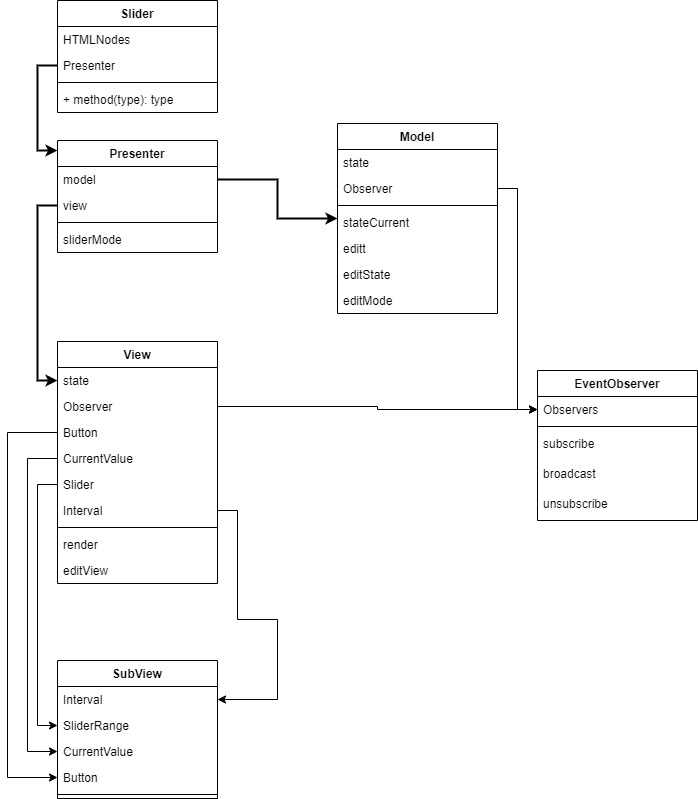 Slider
HTMLNodes
Presenter
+ method(type): type
Presenter
model
view
sliderMode
Model
state
Observer
stateCurrent
editt
editState
editMode
View
state
Observer
Button
CurrentValue
Slider
Interval
render
editView
EventObserver
Observers
subscribe
broadcast
unsubscribe
SubView
Interval
SliderRange
CurrentValue
Button